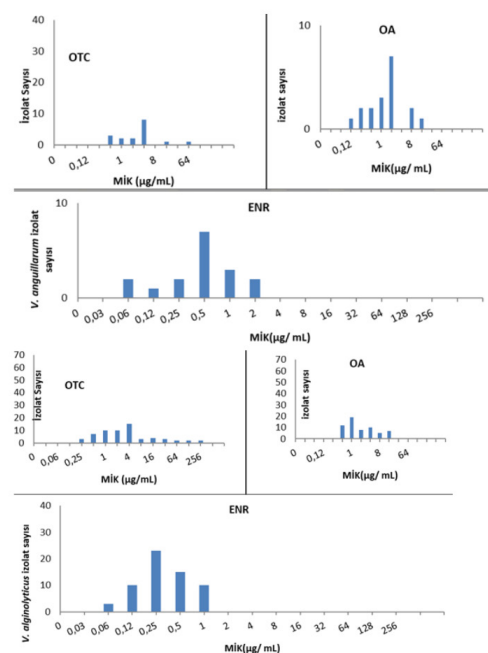 OTC
İzolat Sayısı
40
30
20
10
0
0 0,12 1 8 64
MİK (µg/mL)
OA
izolat sayısı
10
5
0
0 0,12 1 8 64
MİK(µg/ mL)
ENR
V. anguillarum izolat
sayısı
10
5
0
0 0,03 0,06 0,12 0,25 0,5 1 2 4 8 16 32 64 128 256
MİK(µg/ mL)
OTC
İzolat Sayısı
70
60
50
40
30
20
10
0
0 0,06 0,25 1 4 16 64 256
MİK (µg/mL)
OA
izolat sayısı
70
60
50
40
30
20
10
0
0 0,12 1 8 64
MİK(µg/mL)
ENR
V. alginolyticus izolat sayısı
40
30
20
10
0
0 0,03 0,06 0,12 0,25 0,5 1 2 4 8 16 32 64 128 256
MİK(µg/mL)